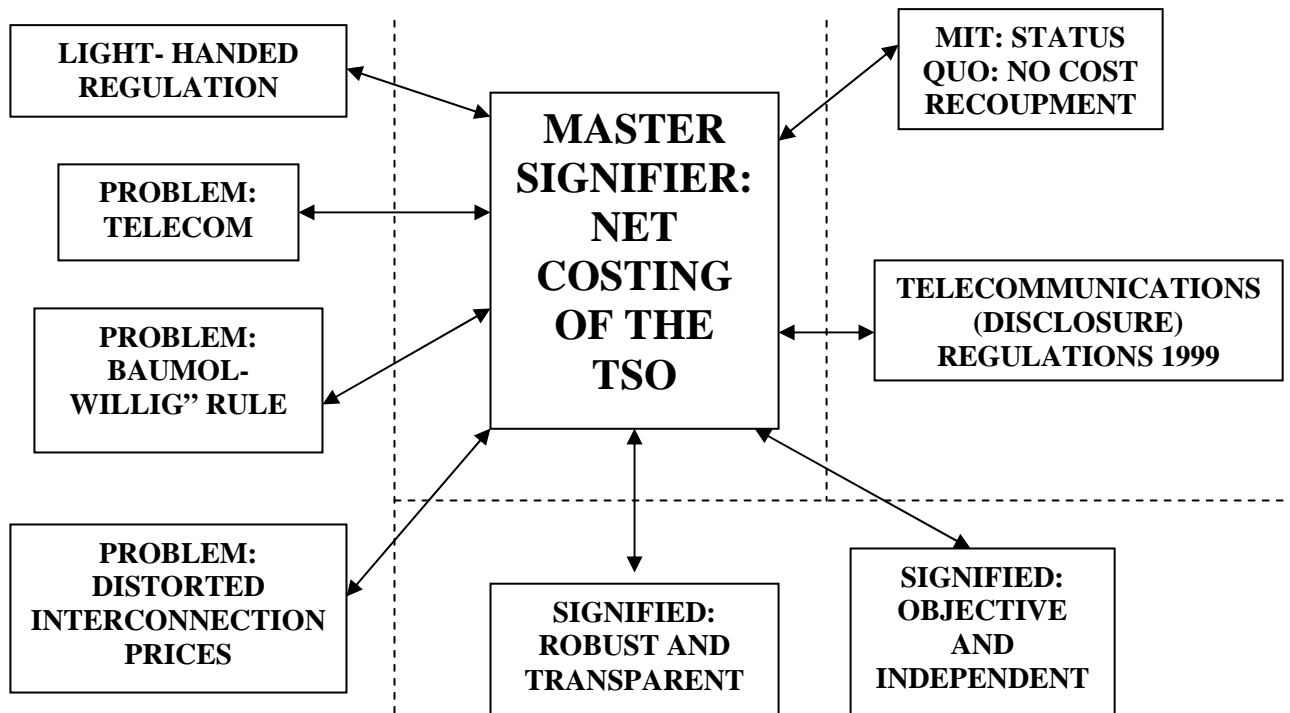 LIGHT- HANDED
REGULATION
PROBLEM:
TELECOM
PROBLEM:
BAUMOL-
WILLIG” RULE
PROBLEM:
DISTORTED
INTERCONNECTION
PRICES
MASTER
SIGNIFIER:
NET
COSTING
OF THE
TSO
MIT: STATUS
QUO: NO COST
RECOUPMENT
TELECOMMUNICATIONS
(DISCLOSURE)
REGULATIONS 1999
SIGNIFIED:
ROBUST AND
TRANSPARENT
SIGNIFIED:
OBJECTIVE
AND
INDEPENDENT